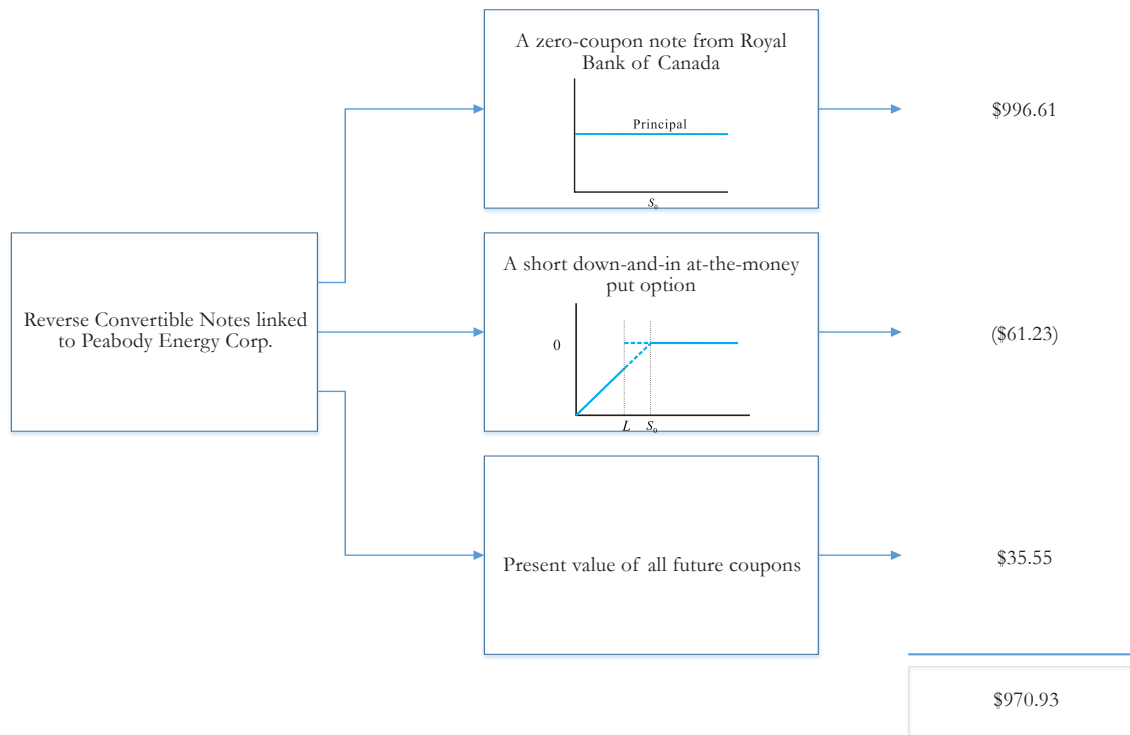 A zero-coupon note from Royal
Bank of Canada
Principal
S₀
$996.61
Reverse Convertible Notes linked
to Peabody Energy Corp.
A short down-and-in at-the-money
put option
0
L S₀
($61.23)
Present value of all future coupons
$35.55
$970.93